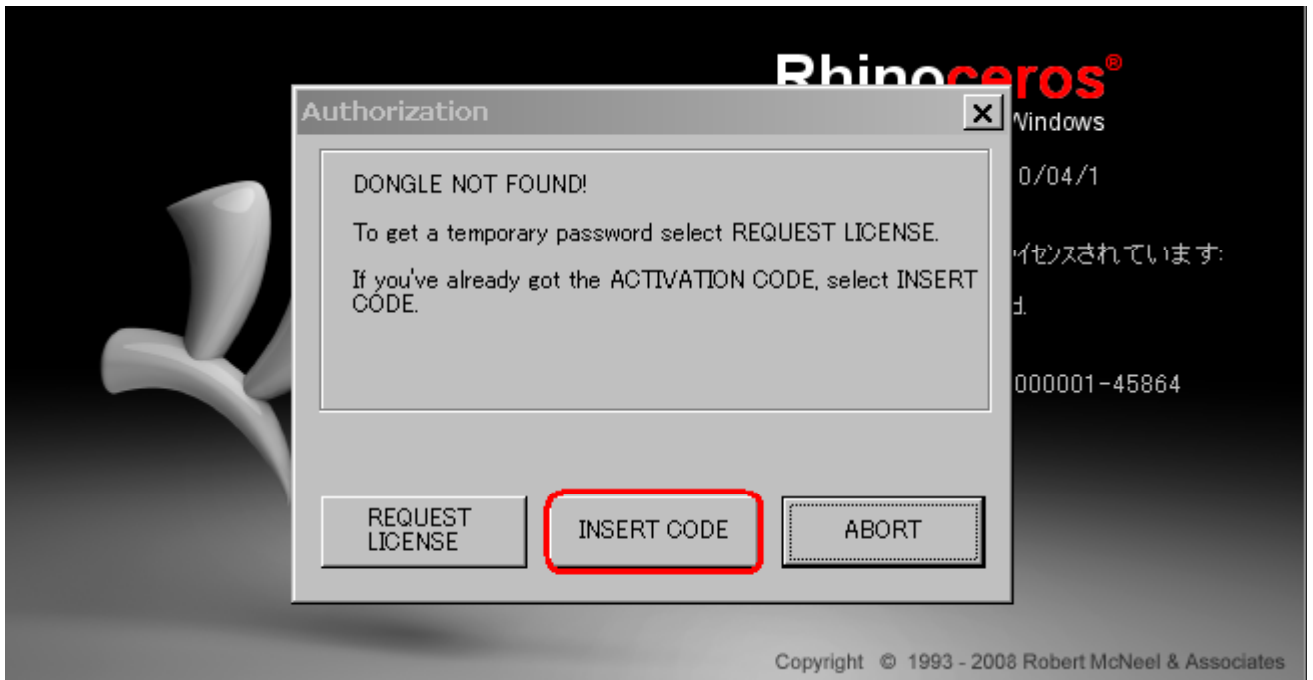 Rhinoceros®
Authorization
Windows
DONGLE NOT FOUND!
0/04/1
To get a temporary password select REQUEST LICENSE.
イセンスされています:
If you've already got the ACTIVATION CODE, select INSERT
CODE.
d.
000001-45864
REQUEST
LICENSE
INSERT CODE
ABORT
Copyright © 1993 - 2008 Robert McNeel & Associates